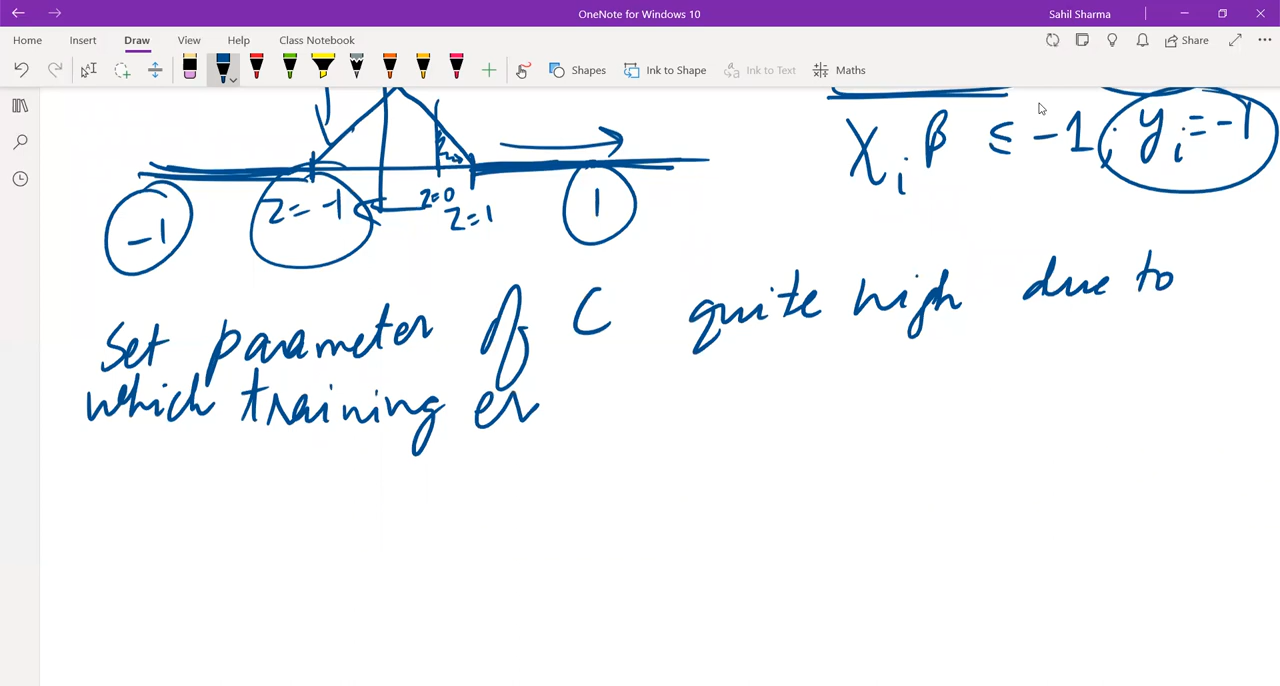 OneNote for Windows 10
Sahil Sharma
Home Insert Draw View Help Class Notebook
Share
Shapes Ink to Shape Ink to Text Maths
Xi β ≤ -1, yi = -1
-1 z = -1 z=0 z=1 1
Set parameter of C quite high due to
which training er